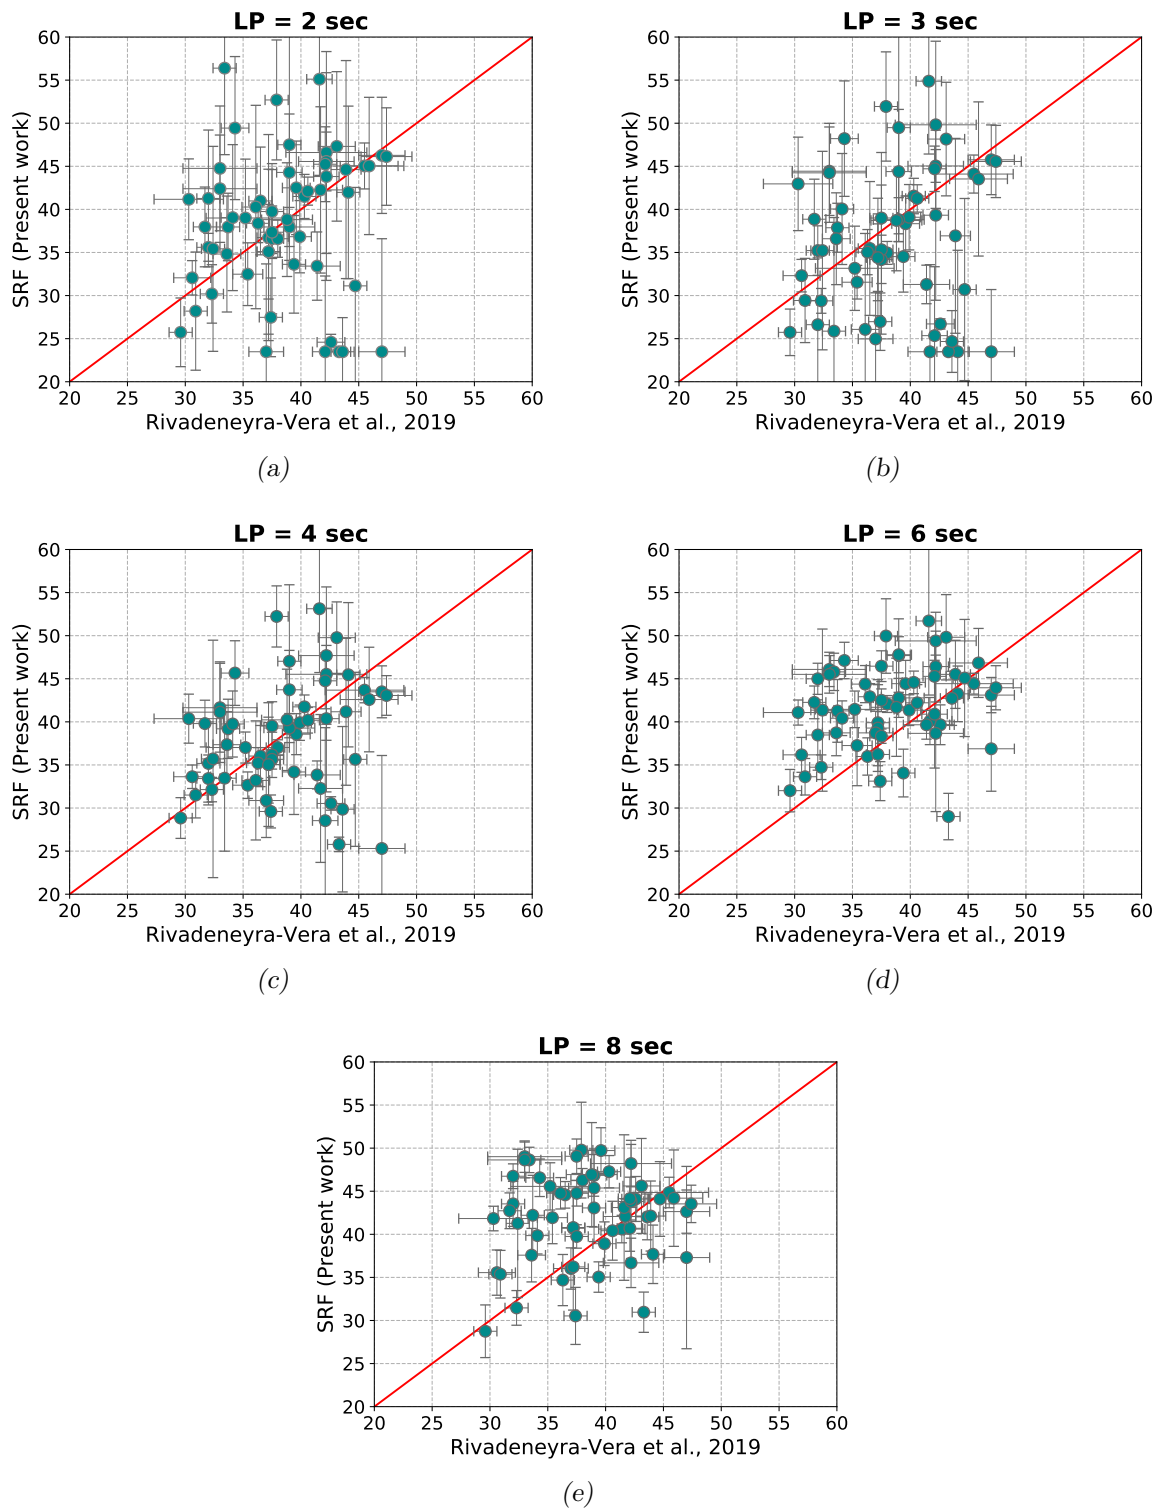 LP = 2 sec
60
55
50
45
40
35
30
25
20
SRF (Present work)
20 25 30 35 40 45 50 55 60
Rivadeneyra-Vera et al., 2019
(a)
LP = 3 sec
60
55
50
45
40
35
30
25
20
SRF (Present work)
20 25 30 35 40 45 50 55 60
Rivadeneyra-Vera et al., 2019
(b)
LP = 4 sec
60
55
50
45
40
35
30
25
20
SRF (Present work)
20 25 30 35 40 45 50 55 60
Rivadeneyra-Vera et al., 2019
(c)
LP = 6 sec
60
55
50
45
40
35
30
25
20
SRF (Present work)
20 25 30 35 40 45 50 55 60
Rivadeneyra-Vera et al., 2019
(d)
LP = 8 sec
60
55
50
45
40
35
30
25
20
SRF (Present work)
20 25 30 35 40 45 50 55 60
Rivadeneyra-Vera et al., 2019
(e)